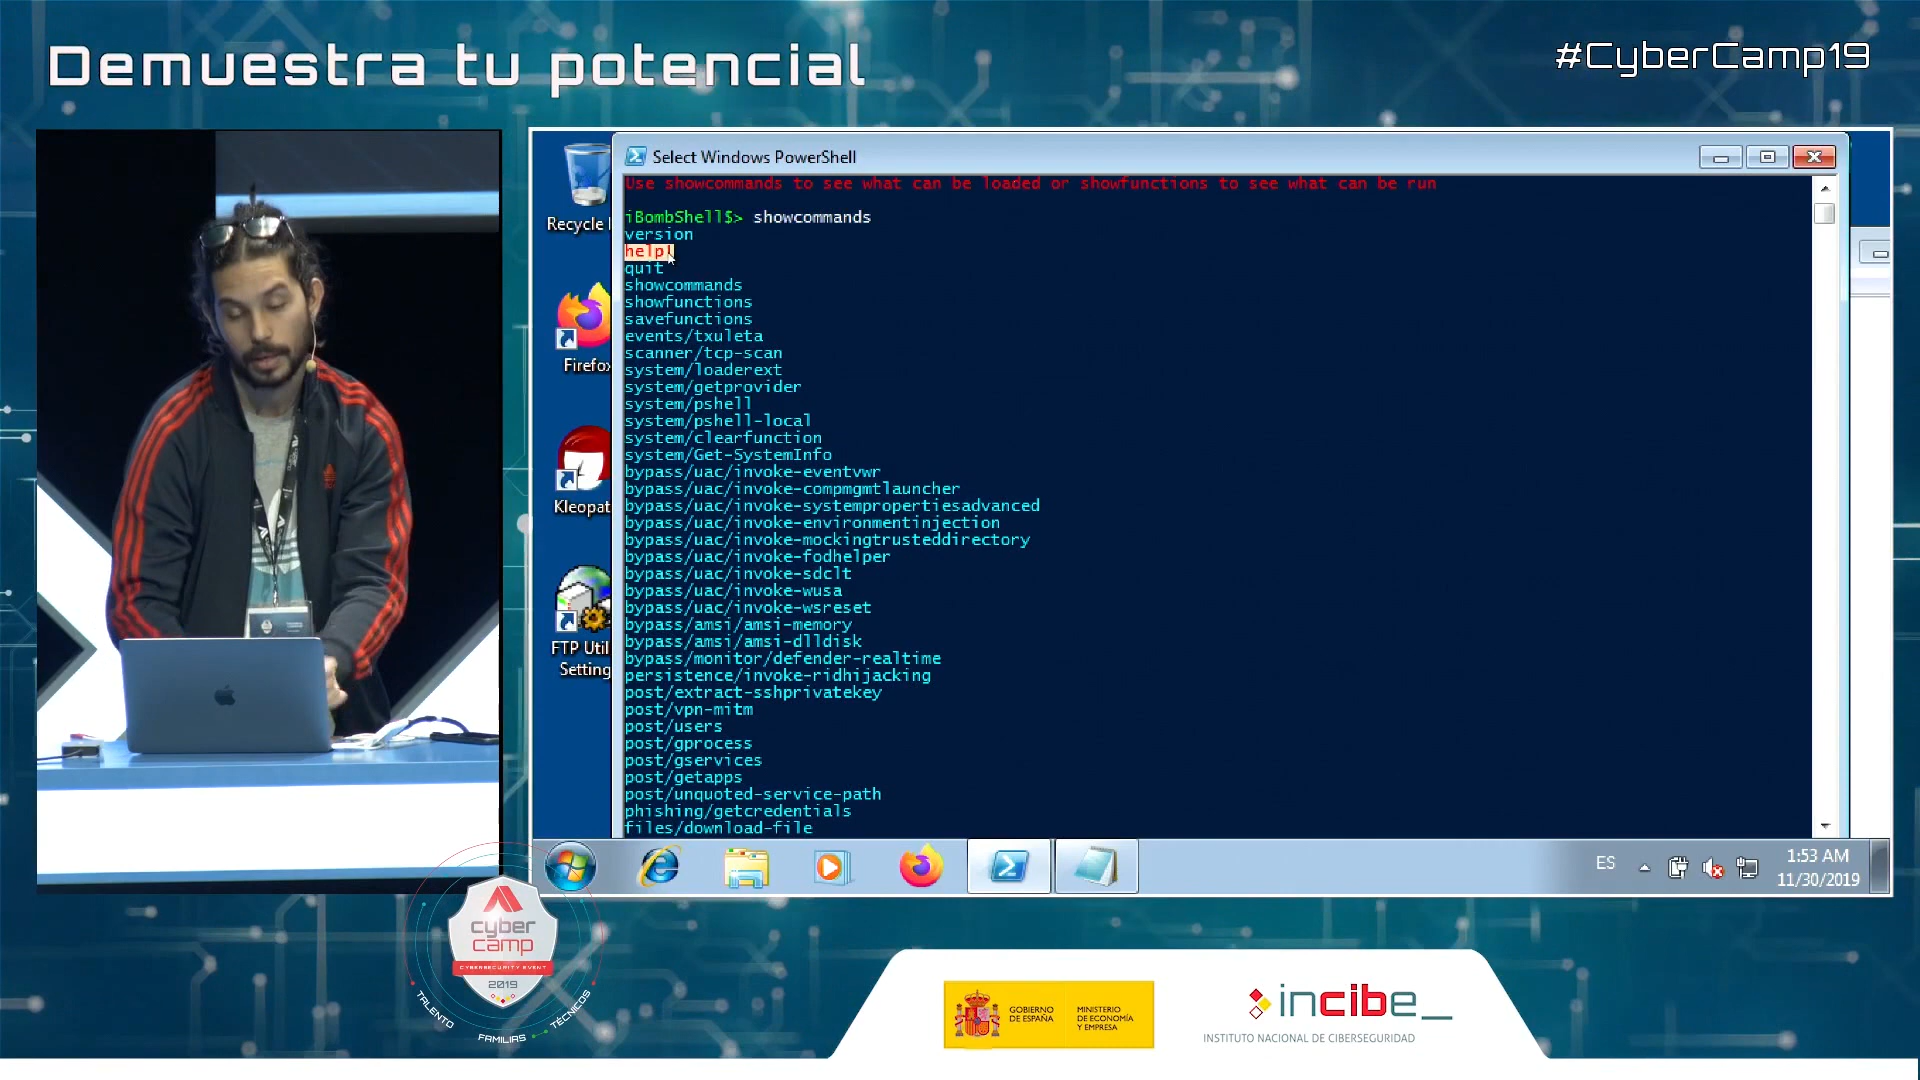 Demuestra tu potencial
#CyberCamp19
Select Windows PowerShell
Use showcommands to see what can be loaded or showfunctions to see what can be run
iBombShell$> showcommands
version
help!
quit
showcommands
showfunctions
savefunctions
events/txuleta
scanner/tcp-scan
system/loaderext
system/getprovider
system/pshell
system/pshell-local
system/clearfunction
system/Get-SystemInfo
bypass/uac/invoke-eventvwr
bypass/uac/invoke-compmgmtlauncher
bypass/uac/invoke-systempropertiesadvanced
bypass/uac/invoke-environmentinjection
bypass/uac/invoke-mockingtrusteddirectory
bypass/uac/invoke-fodhelper
bypass/uac/invoke-sdclt
bypass/uac/invoke-wusa
bypass/uac/invoke-wsreset
bypass/amsi/amsi-memory
bypass/amsi/amsi-dlldisk
bypass/monitor/defender-realtime
persistence/invoke-ridhijacking
post/extract-sshprivatekey
post/vpn-mitm
post/users
post/gprocess
post/gservices
post/getapps
post/unquoted-service-path
phishing/getcredentials
files/download-file
Recycle
Firefox
Kleopat
FTP Util
Setting
ES
1:53 AM
11/30/2019
cyber
camp
CYBERSECURITY EVENT
2019
TALENTO
FAMILIAS
TÉCNICOS
GOBIERNO
DE ESPAÑA
MINISTERIO
DE ECONOMÍA
Y EMPRESA
incibe_
INSTITUTO NACIONAL DE CIBERSEGURIDAD